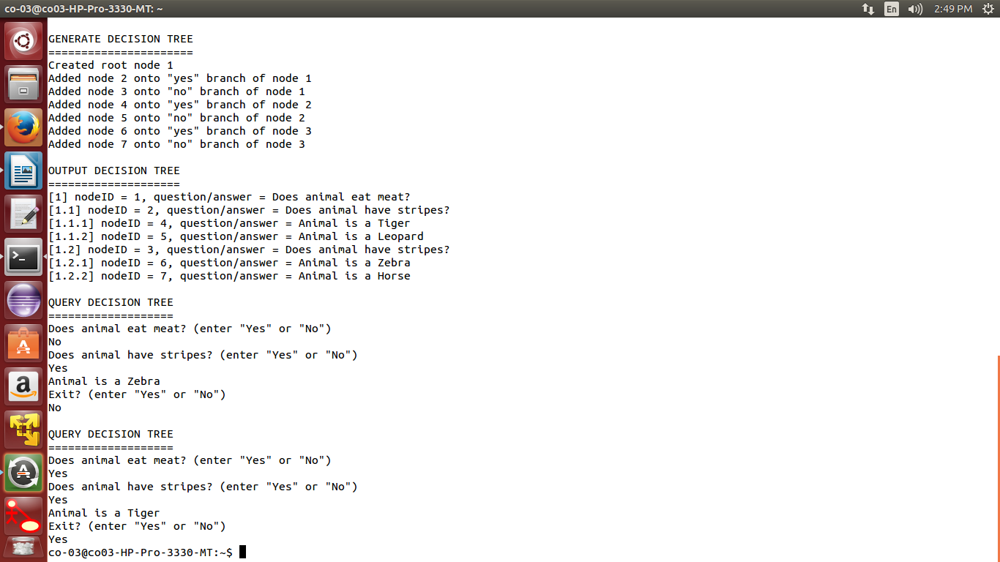 co-03@co03-HP-Pro-3330-MT: ~
En
2:49 PM
GENERATE DECISION TREE
======================
Created root node 1
Added node 2 onto "yes" branch of node 1
Added node 3 onto "no" branch of node 1
Added node 4 onto "yes" branch of node 2
Added node 5 onto "no" branch of node 2
Added node 6 onto "yes" branch of node 3
Added node 7 onto "no" branch of node 3
OUTPUT DECISION TREE
====================
[1] nodeID = 1, question/answer = Does animal eat meat?
[1.1] nodeID = 2, question/answer = Does animal have stripes?
[1.1.1] nodeID = 4, question/answer = Animal is a Tiger
[1.1.2] nodeID = 5, question/answer = Animal is a Leopard
[1.2] nodeID = 3, question/answer = Does animal have stripes?
[1.2.1] nodeID = 6, question/answer = Animal is a Zebra
[1.2.2] nodeID = 7, question/answer = Animal is a Horse
QUERY DECISION TREE
===================
Does animal eat meat? (enter "Yes" or "No")
No
Does animal have stripes? (enter "Yes" or "No")
Yes
Animal is a Zebra
Exit? (enter "Yes" or "No")
No
QUERY DECISION TREE
===================
Does animal eat meat? (enter "Yes" or "No")
Yes
Does animal have stripes? (enter "Yes" or "No")
Yes
Animal is a Tiger
Exit? (enter "Yes" or "No")
Yes
co-03@co03-HP-Pro-3330-MT:~$